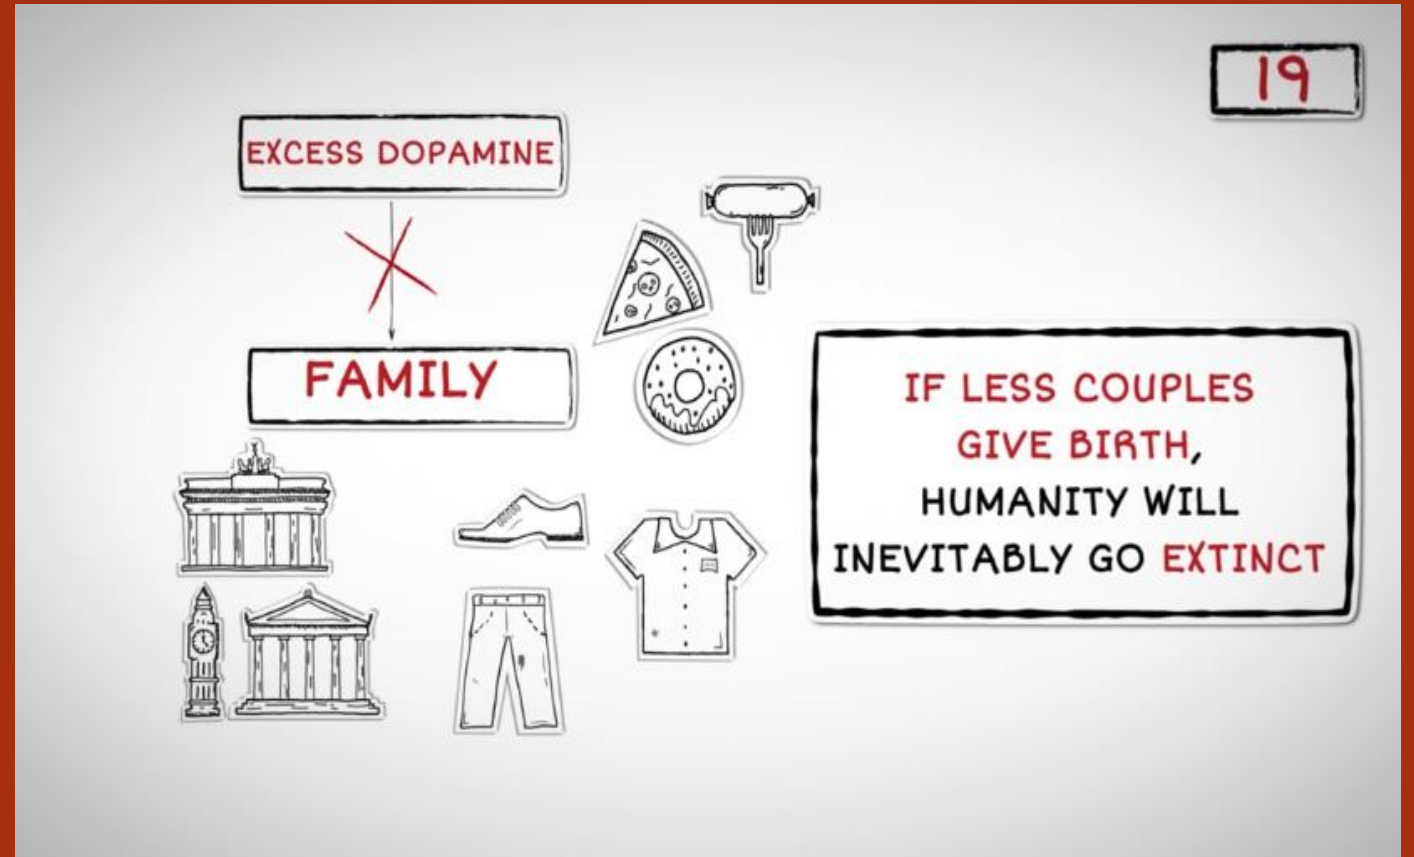 19
EXCESS DOPAMINE
FAMILY
IF LESS COUPLES
GIVE BIRTH,
HUMANITY WILL
INEVITABLY GO EXTINCT